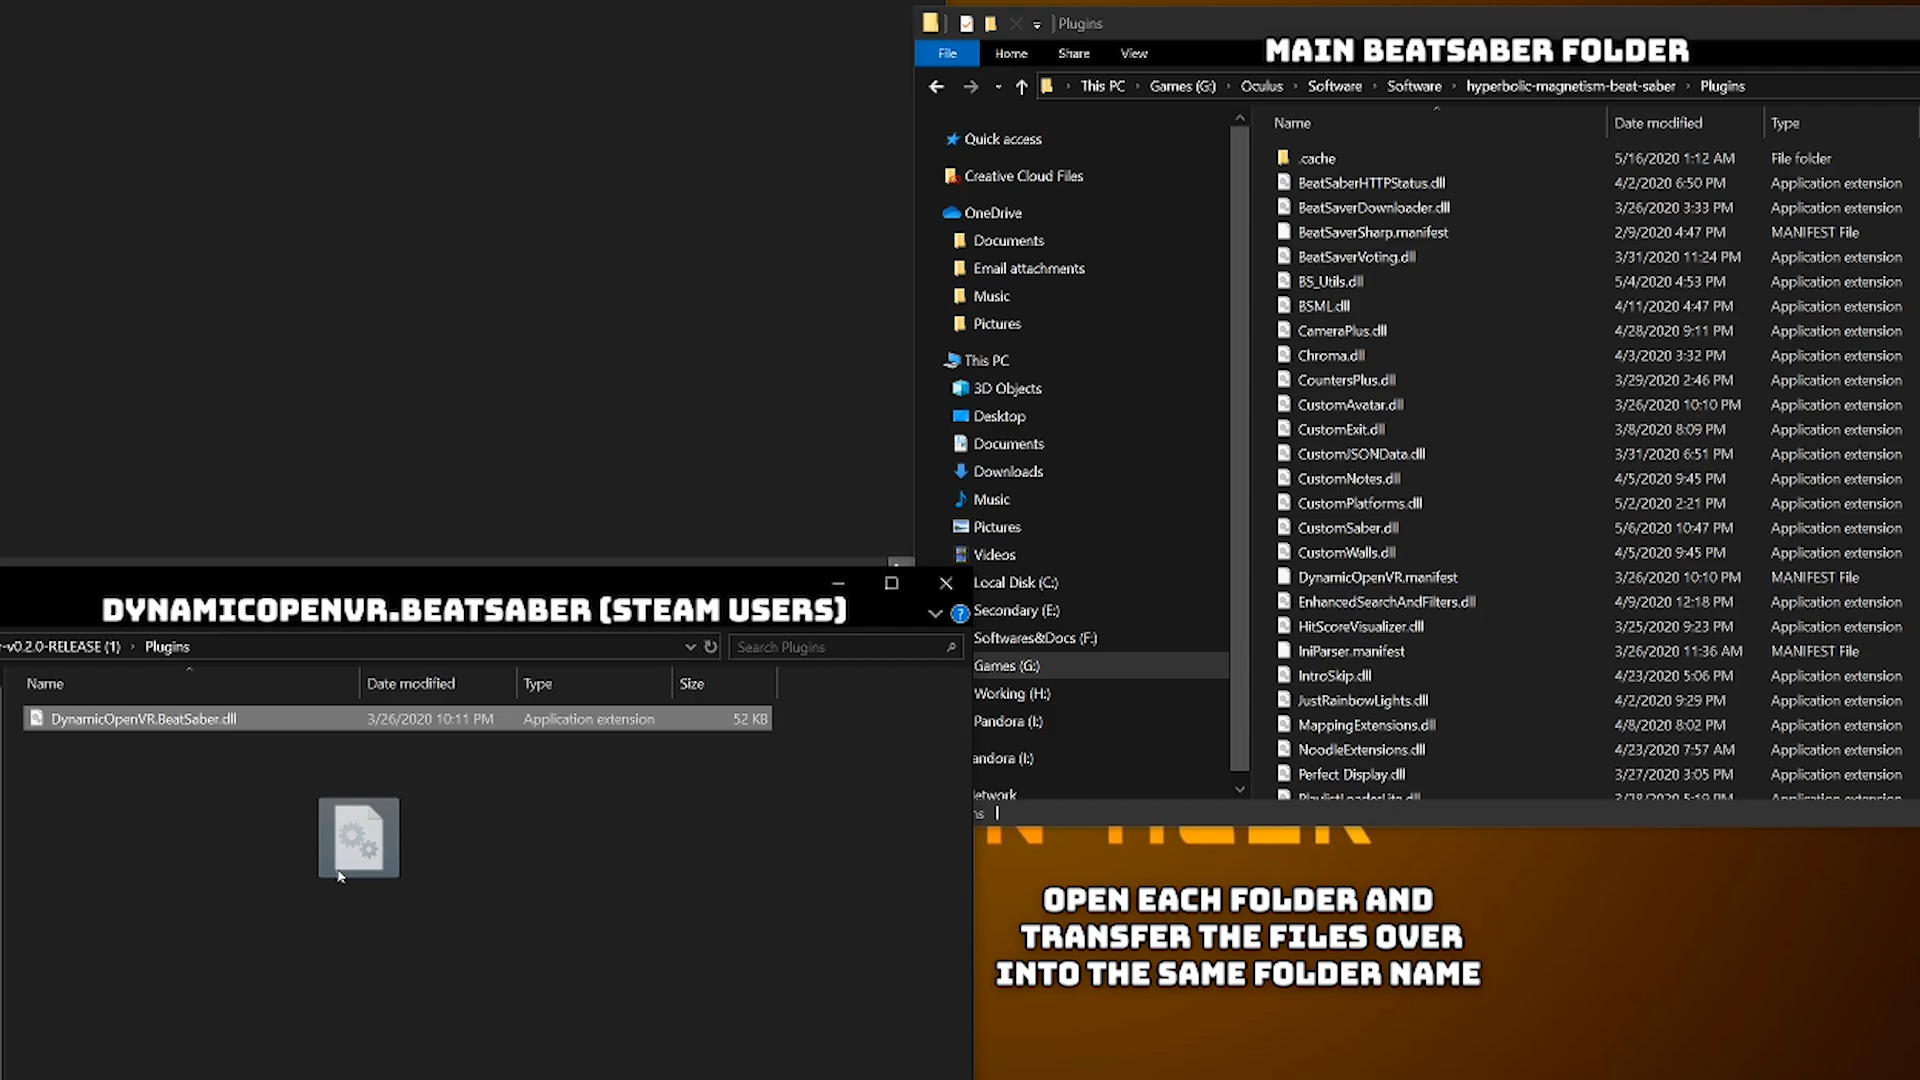 Plugins
File Home Share View
MAIN BEATSABER FOLDER
This PC › Games (G:) › Oculus › Software › Software › hyperbolic-magnetism-beat-saber › Plugins
Quick access
Creative Cloud Files
OneDrive
Documents
Email attachments
Music
Pictures
This PC
3D Objects
Desktop
Documents
Downloads
Music
Pictures
Videos
Local Disk (C:)
Secondary (E:)
Softwares&Docs (F:)
Games (G:)
Working (H:)
Pandora (I:)
andora (I:)
etwork
Name Date modified Type
.cache 5/16/2020 1:12 AM File folder
BeatSaberHTTPStatus.dll 4/2/2020 6:50 PM Application extension
BeatSaverDownloader.dll 3/26/2020 3:33 PM Application extension
BeatSaverSharp.manifest 2/9/2020 4:47 PM MANIFEST File
BeatSaverVoting.dll 3/31/2020 11:24 PM Application extension
BS_Utils.dll 5/4/2020 4:53 PM Application extension
BSML.dll 4/11/2020 4:47 PM Application extension
CameraPlus.dll 4/28/2020 9:11 PM Application extension
Chroma.dll 4/3/2020 3:32 PM Application extension
CountersPlus.dll 3/29/2020 2:46 PM Application extension
CustomAvatar.dll 3/26/2020 10:10 PM Application extension
CustomExit.dll 3/8/2020 8:09 PM Application extension
CustomJSONData.dll 3/31/2020 6:51 PM Application extension
CustomNotes.dll 4/5/2020 9:45 PM Application extension
CustomPlatforms.dll 5/2/2020 2:21 PM Application extension
CustomSaber.dll 5/6/2020 10:47 PM Application extension
CustomWalls.dll 4/5/2020 9:45 PM Application extension
DynamicOpenVR.manifest 3/26/2020 10:10 PM MANIFEST File
EnhancedSearchAndFilters.dll 4/9/2020 12:18 PM Application extension
HitScoreVisualizer.dll 3/25/2020 9:23 PM Application extension
IniParser.manifest 3/26/2020 11:36 AM MANIFEST File
IntroSkip.dll 4/23/2020 5:06 PM Application extension
JustRainbowLights.dll 4/2/2020 9:29 PM Application extension
MappingExtensions.dll 4/8/2020 8:02 PM Application extension
NoodleExtensions.dll 4/23/2020 7:57 AM Application extension
Perfect Display.dll 3/27/2020 3:05 PM Application extension
PlaylistLoaderLite.dll 3/28/2020 5:19 PM Application extension
DYNAMICOPENVR.BEATSABER (STEAM USERS)
r-v0.2.0-RELEASE (1) › Plugins Search Plugins
Name Date modified Type Size
DynamicOpenVR.BeatSaber.dll 3/26/2020 10:11 PM Application extension 52 KB
OPEN EACH FOLDER AND
TRANSFER THE FILES OVER
INTO THE SAME FOLDER NAME